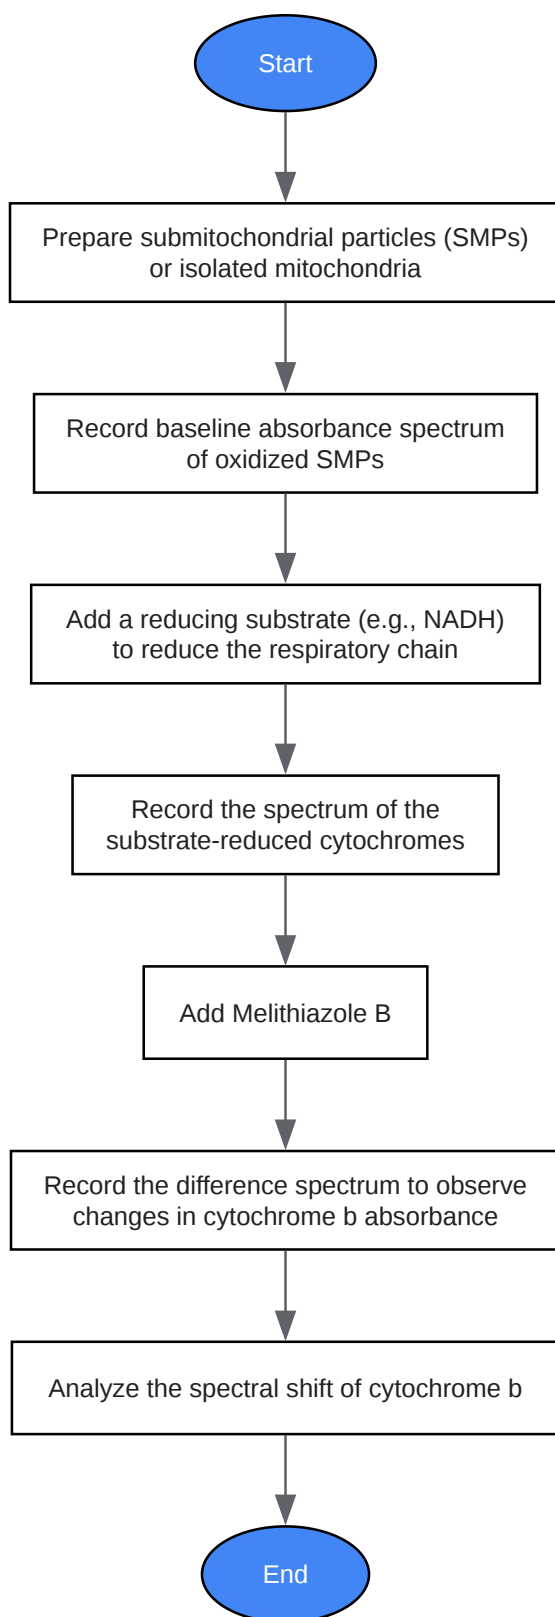 Start
Prepare submitochondrial particles (SMPs)
or isolated mitochondria
Record baseline absorbance spectrum
of oxidized SMPs
Add a reducing substrate (e.g., NADH)
to reduce the respiratory chain
Record the spectrum of the
substrate-reduced cytochromes
Add Melithiazole B
Record the difference spectrum to observe
changes in cytochrome b absorbance
Analyze the spectral shift of cytochrome b
End